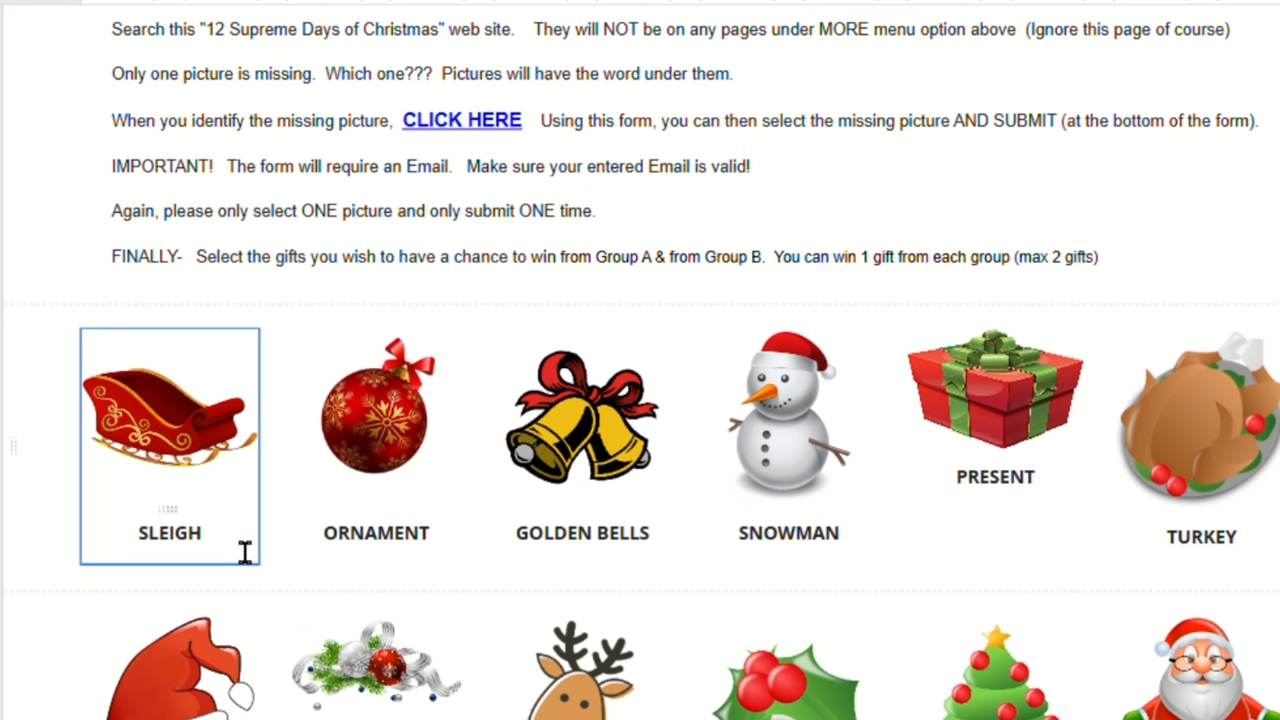 Search this "12 Supreme Days of Christmas" web site. They will NOT be on any pages under MORE menu option above (Ignore this page of course)
Only one picture is missing. Which one??? Pictures will have the word under them.
When you identify the missing picture, CLICK HERE Using this form, you can then select the missing picture AND SUBMIT (at the bottom of the form).
IMPORTANT! The form will require an Email. Make sure your entered Email is valid!
Again, please only select ONE picture and only submit ONE time.
FINALLY- Select the gifts you wish to have a chance to win from Group A & from Group B. You can win 1 gift from each group (max 2 gifts)
SLEIGH ORNAMENT GOLDEN BELLS SNOWMAN PRESENT TURKEY